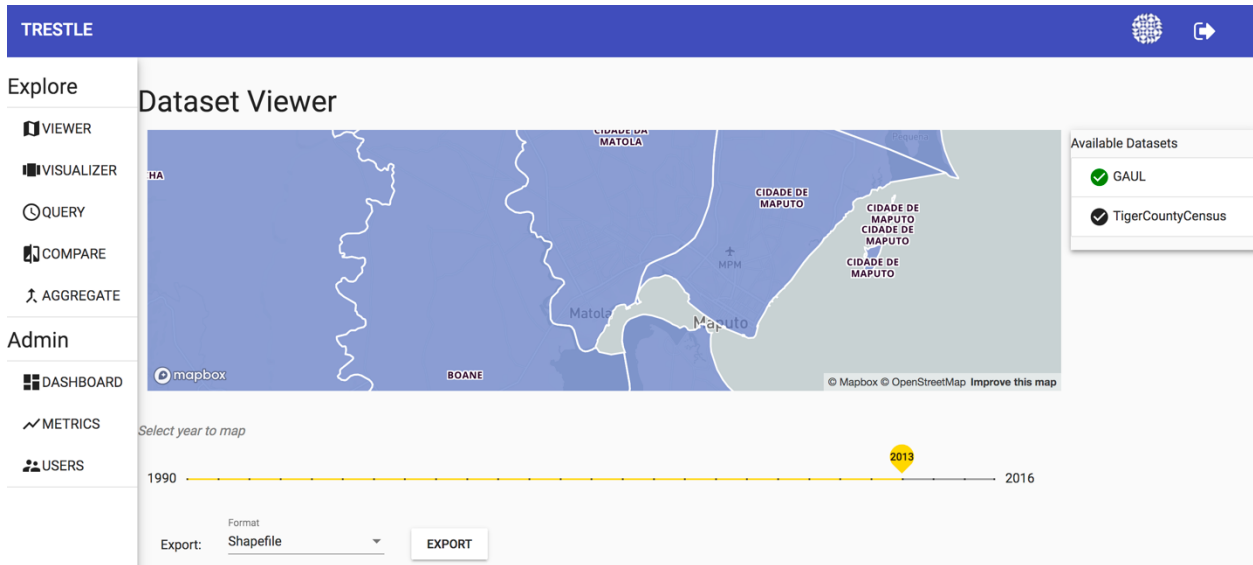 TRESTLE
Explore
VIEWER
VISUALIZER
QUERY
COMPARE
AGGREGATE
Admin
DASHBOARD
METRICS
USERS
Dataset Viewer
CIDADE DA
MATOLA
Pequena
HA
CIDADE DE
MAPUTO
CIDADE DE
MAPUTO
CIDADE DE
MAPUTO
CIDADE DE
MAPUTO
MPM
Matola
Maputo
BOANE
mapbox
© Mapbox © OpenStreetMap Improve this map
Available Datasets
GAUL
TigerCountyCensus
Select year to map
2013
1990
2016
Format
Export:
Shapefile
EXPORT